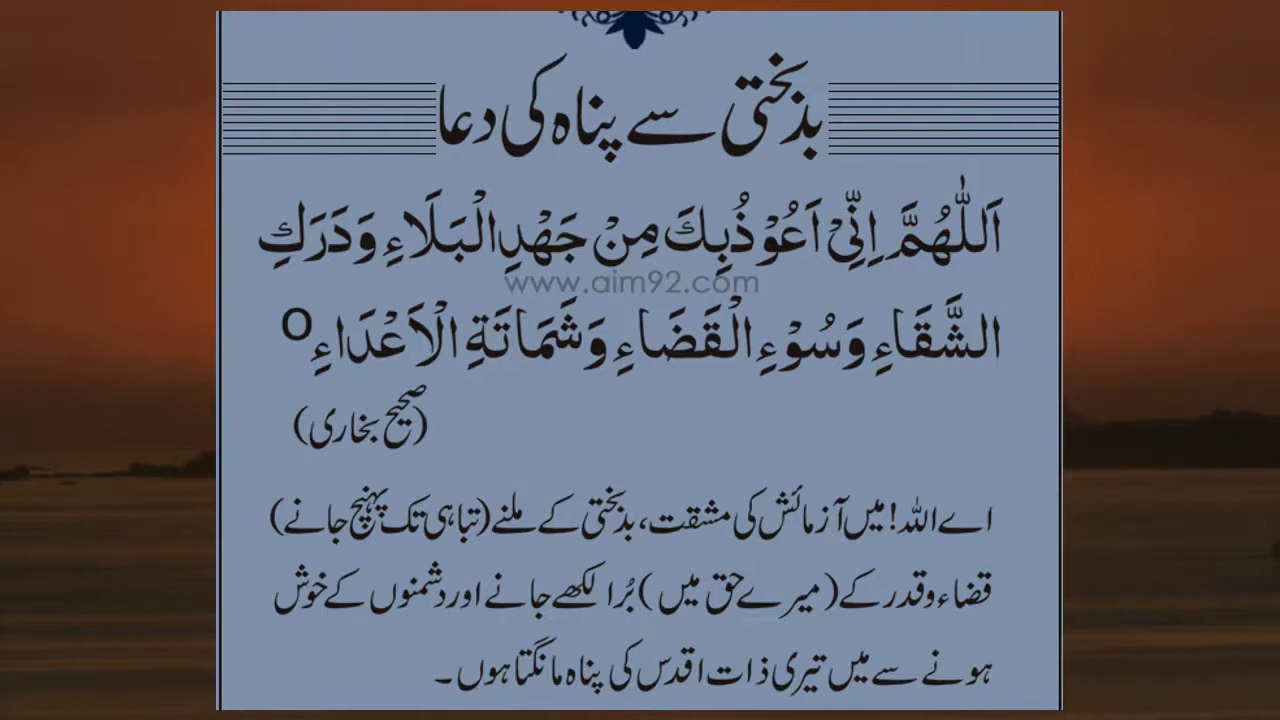 بدبختی سے پناہ کی دعا
اَللّٰهُمَّ اِنِّیْ اَعُوْذُبِكَ مِنْ جَهْدِ الْبَلَاءِ وَدَرَكِ
www.aim92.com
الشَّقَاءِ وَسُوْءِ الْقَضَاءِ وَشَمَاتَةِ الْاَعْدَاءِ o
(صحیح بخاری)
اے اللہ! میں آزمائش کی مشقت، بدبختی کے ملنے (تباہی تک پہنچ جانے)
قضاء و قدر کے (میرے حق میں) بُرا لکھے جانے اور دشمنوں کے خوش
ہونے سے میں تیری ذات اقدس کی پناہ مانگتا ہوں۔